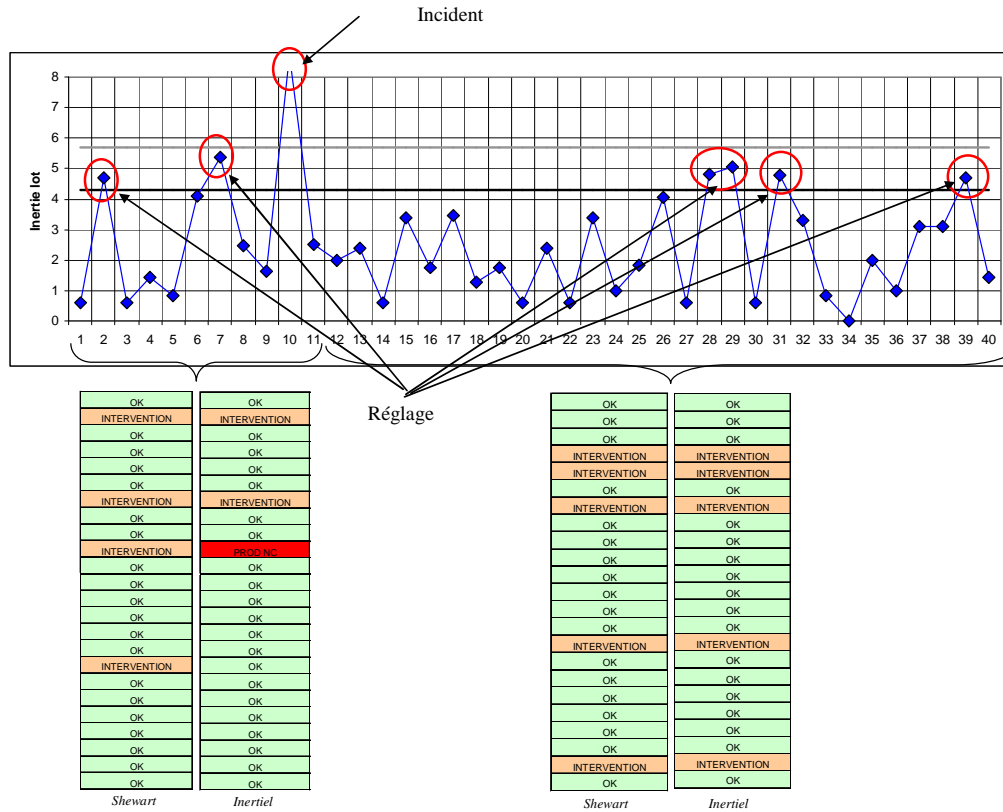 Incident
Inertie lot
8
7
6
5
4
3
2
1
0
1 2 3 4 5 6 7 8 9 10 11 12 13 14 15 16 17 18 19 20 21 22 23 24 25 26 27 28 29 30 31 32 33 34 35 36 37 38 39 40
Réglage
OK OK
INTERVENTION INTERVENTION
OK OK
OK OK
OK OK
OK OK
INTERVENTION INTERVENTION
OK OK
OK OK
INTERVENTION PROD NC
OK OK
OK OK
OK OK
OK OK
OK OK
OK OK
INTERVENTION OK
OK OK
OK OK
OK OK
OK OK
OK OK
OK OK
OK OK
Shewart Inertiel
OK OK
OK OK
OK OK
INTERVENTION INTERVENTION
INTERVENTION INTERVENTION
OK OK
INTERVENTION INTERVENTION
OK OK
OK OK
OK OK
OK OK
OK OK
OK OK
OK OK
INTERVENTION INTERVENTION
OK OK
OK OK
OK OK
OK OK
OK OK
OK OK
INTERVENTION INTERVENTION
OK OK
Shewart Inertiel